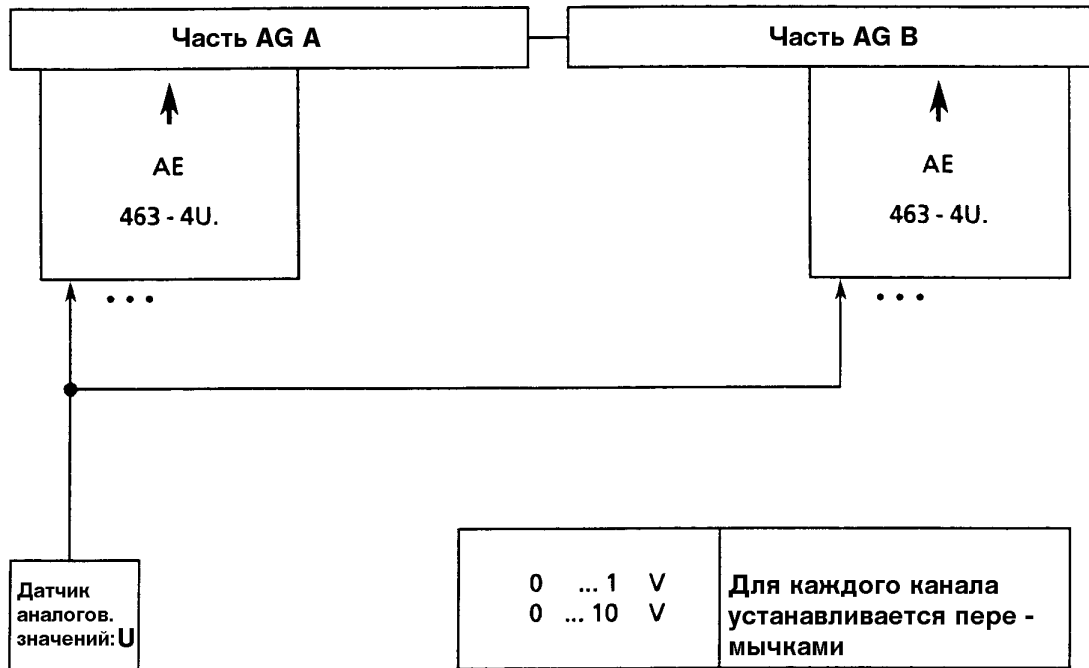 Часть AG A
Часть AG B
AE
463 - 4U.
AE
463 - 4U.
...
...
Датчик
аналогов.
значений: U
0 ... 1 V
0 ... 10 V
Для каждого канала
устанавливается пере -
мычками